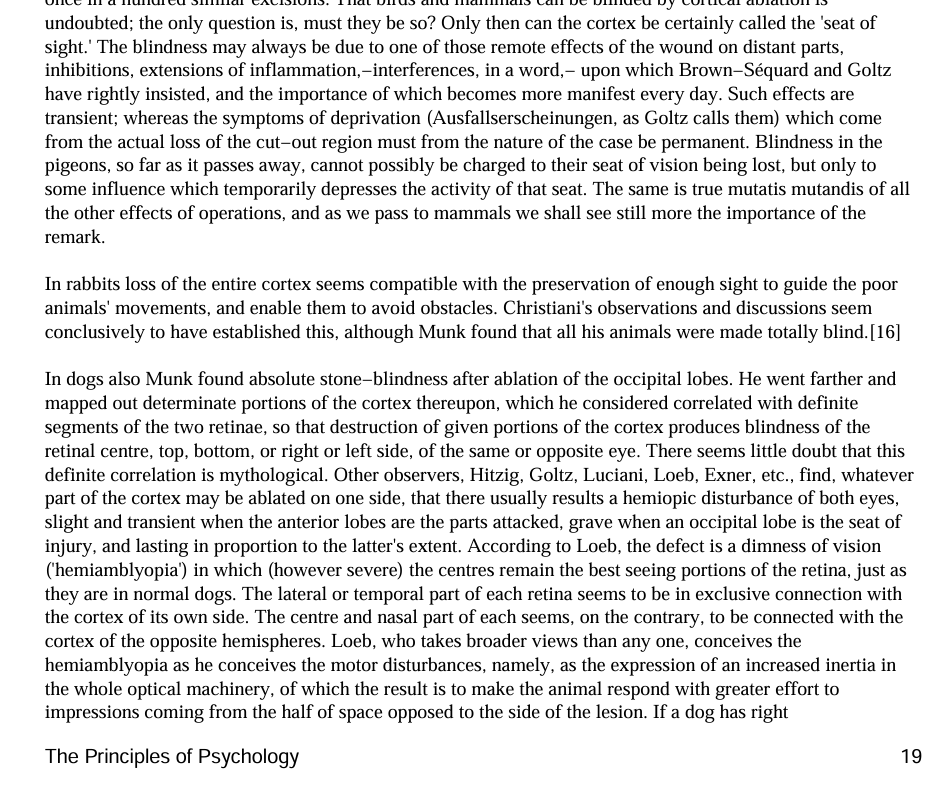 once in a hundred similar excisions. That birds and mammals can be blinded by cortical ablation is
undoubted; the only question is, must they be so? Only then can the cortex be certainly called the 'seat of
sight.' The blindness may always be due to one of those remote effects of the wound on distant parts,
inhibitions, extensions of inflammation,−interferences, in a word,− upon which Brown−Séquard and Goltz
have rightly insisted, and the importance of which becomes more manifest every day. Such effects are
transient; whereas the symptoms of deprivation (Ausfallserscheinungen, as Goltz calls them) which come
from the actual loss of the cut−out region must from the nature of the case be permanent. Blindness in the
pigeons, so far as it passes away, cannot possibly be charged to their seat of vision being lost, but only to
some influence which temporarily depresses the activity of that seat. The same is true mutatis mutandis of all
the other effects of operations, and as we pass to mammals we shall see still more the importance of the
remark.
In rabbits loss of the entire cortex seems compatible with the preservation of enough sight to guide the poor
animals' movements, and enable them to avoid obstacles. Christiani's observations and discussions seem
conclusively to have established this, although Munk found that all his animals were made totally blind.[16]
In dogs also Munk found absolute stone−blindness after ablation of the occipital lobes. He went farther and
mapped out determinate portions of the cortex thereupon, which he considered correlated with definite
segments of the two retinae, so that destruction of given portions of the cortex produces blindness of the
retinal centre, top, bottom, or right or left side, of the same or opposite eye. There seems little doubt that this
definite correlation is mythological. Other observers, Hitzig, Goltz, Luciani, Loeb, Exner, etc., find, whatever
part of the cortex may be ablated on one side, that there usually results a hemiopic disturbance of both eyes,
slight and transient when the anterior lobes are the parts attacked, grave when an occipital lobe is the seat of
injury, and lasting in proportion to the latter's extent. According to Loeb, the defect is a dimness of vision
('hemiamblyopia') in which (however severe) the centres remain the best seeing portions of the retina, just as
they are in normal dogs. The lateral or temporal part of each retina seems to be in exclusive connection with
the cortex of its own side. The centre and nasal part of each seems, on the contrary, to be connected with the
cortex of the opposite hemispheres. Loeb, who takes broader views than any one, conceives the
hemiamblyopia as he conceives the motor disturbances, namely, as the expression of an increased inertia in
the whole optical machinery, of which the result is to make the animal respond with greater effort to
impressions coming from the half of space opposed to the side of the lesion. If a dog has right
The Principles of Psychology 19